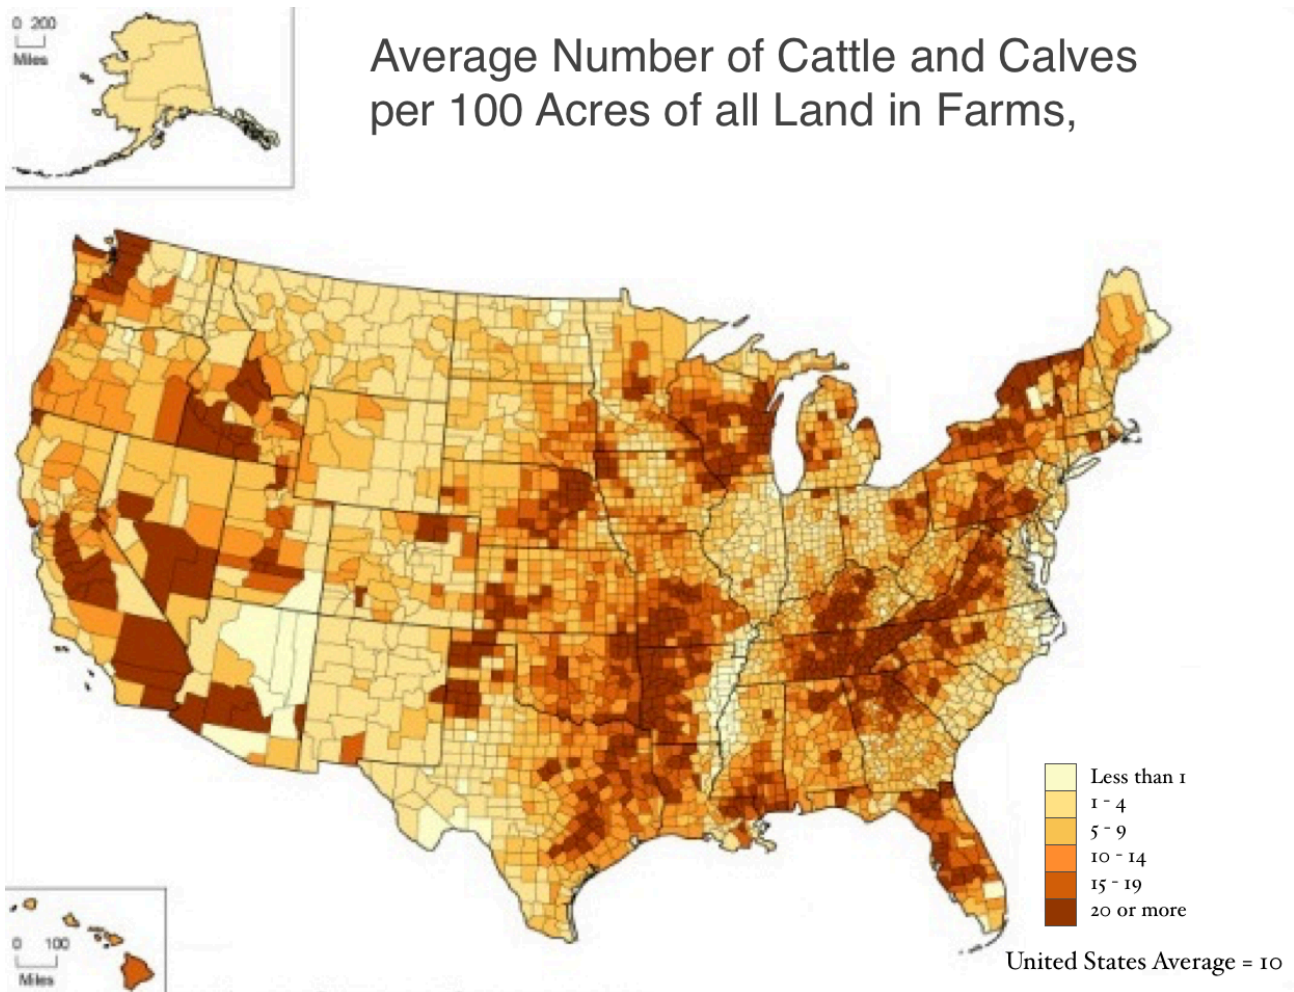 0 200
Miles
Average Number of Cattle and Calves
per 100 Acres of all Land in Farms,
Less than 1
1 - 4
5 - 9
10 - 14
15 - 19
20 or more
United States Average = 10
0 100
Miles